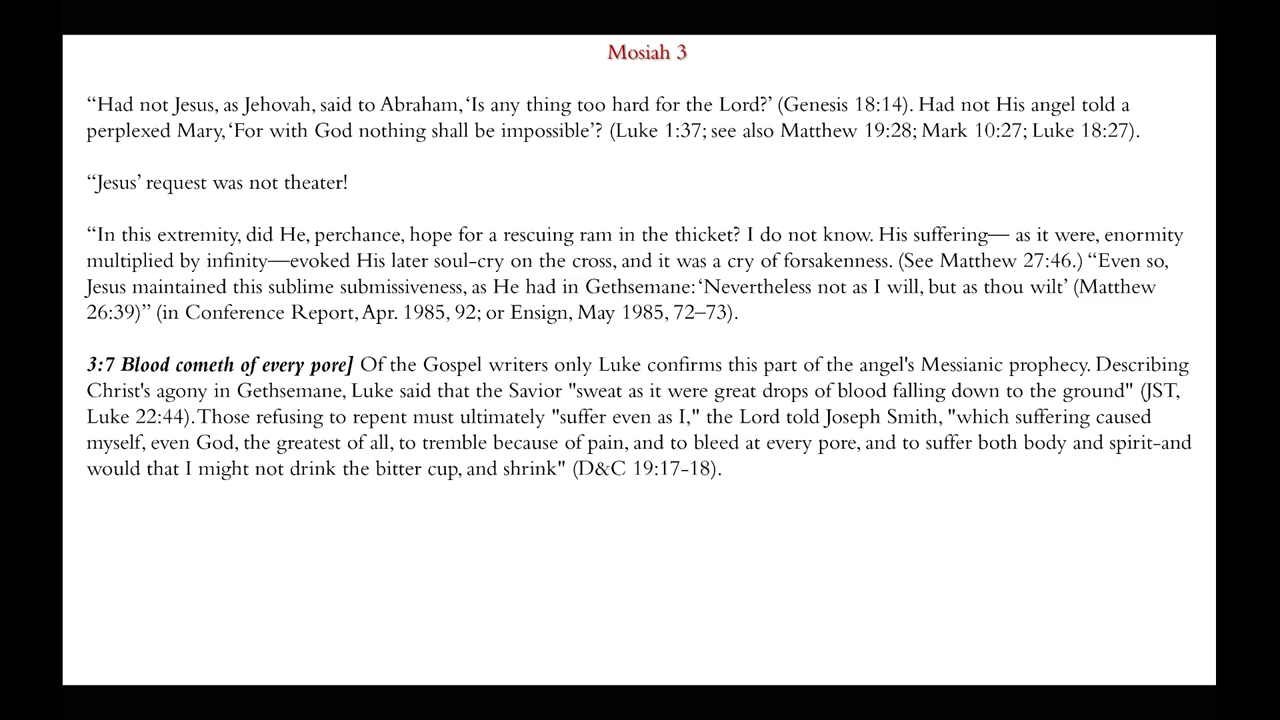 Mosiah 3
“Had not Jesus, as Jehovah, said to Abraham, ‘Is any thing too hard for the Lord?’ (Genesis 18:14). Had not His angel told a
perplexed Mary, ‘For with God nothing shall be impossible’? (Luke 1:37; see also Matthew 19:28; Mark 10:27; Luke 18:27).
“Jesus’ request was not theater!
“In this extremity, did He, perchance, hope for a rescuing ram in the thicket? I do not know. His suffering— as it were, enormity
multiplied by infinity—evoked His later soul-cry on the cross, and it was a cry of forsakenness. (See Matthew 27:46.) “Even so,
Jesus maintained this sublime submissiveness, as He had in Gethsemane: ‘Nevertheless not as I will, but as thou wilt’ (Matthew
26:39)” (in Conference Report, Apr. 1985, 92; or Ensign, May 1985, 72–73).
3:7 Blood cometh of every pore] Of the Gospel writers only Luke confirms this part of the angel's Messianic prophecy. Describing
Christ's agony in Gethsemane, Luke said that the Savior "sweat as it were great drops of blood falling down to the ground" (JST,
Luke 22:44). Those refusing to repent must ultimately "suffer even as I," the Lord told Joseph Smith, "which suffering caused
myself, even God, the greatest of all, to tremble because of pain, and to bleed at every pore, and to suffer both body and spirit-and
would that I might not drink the bitter cup, and shrink" (D&C 19:17-18).